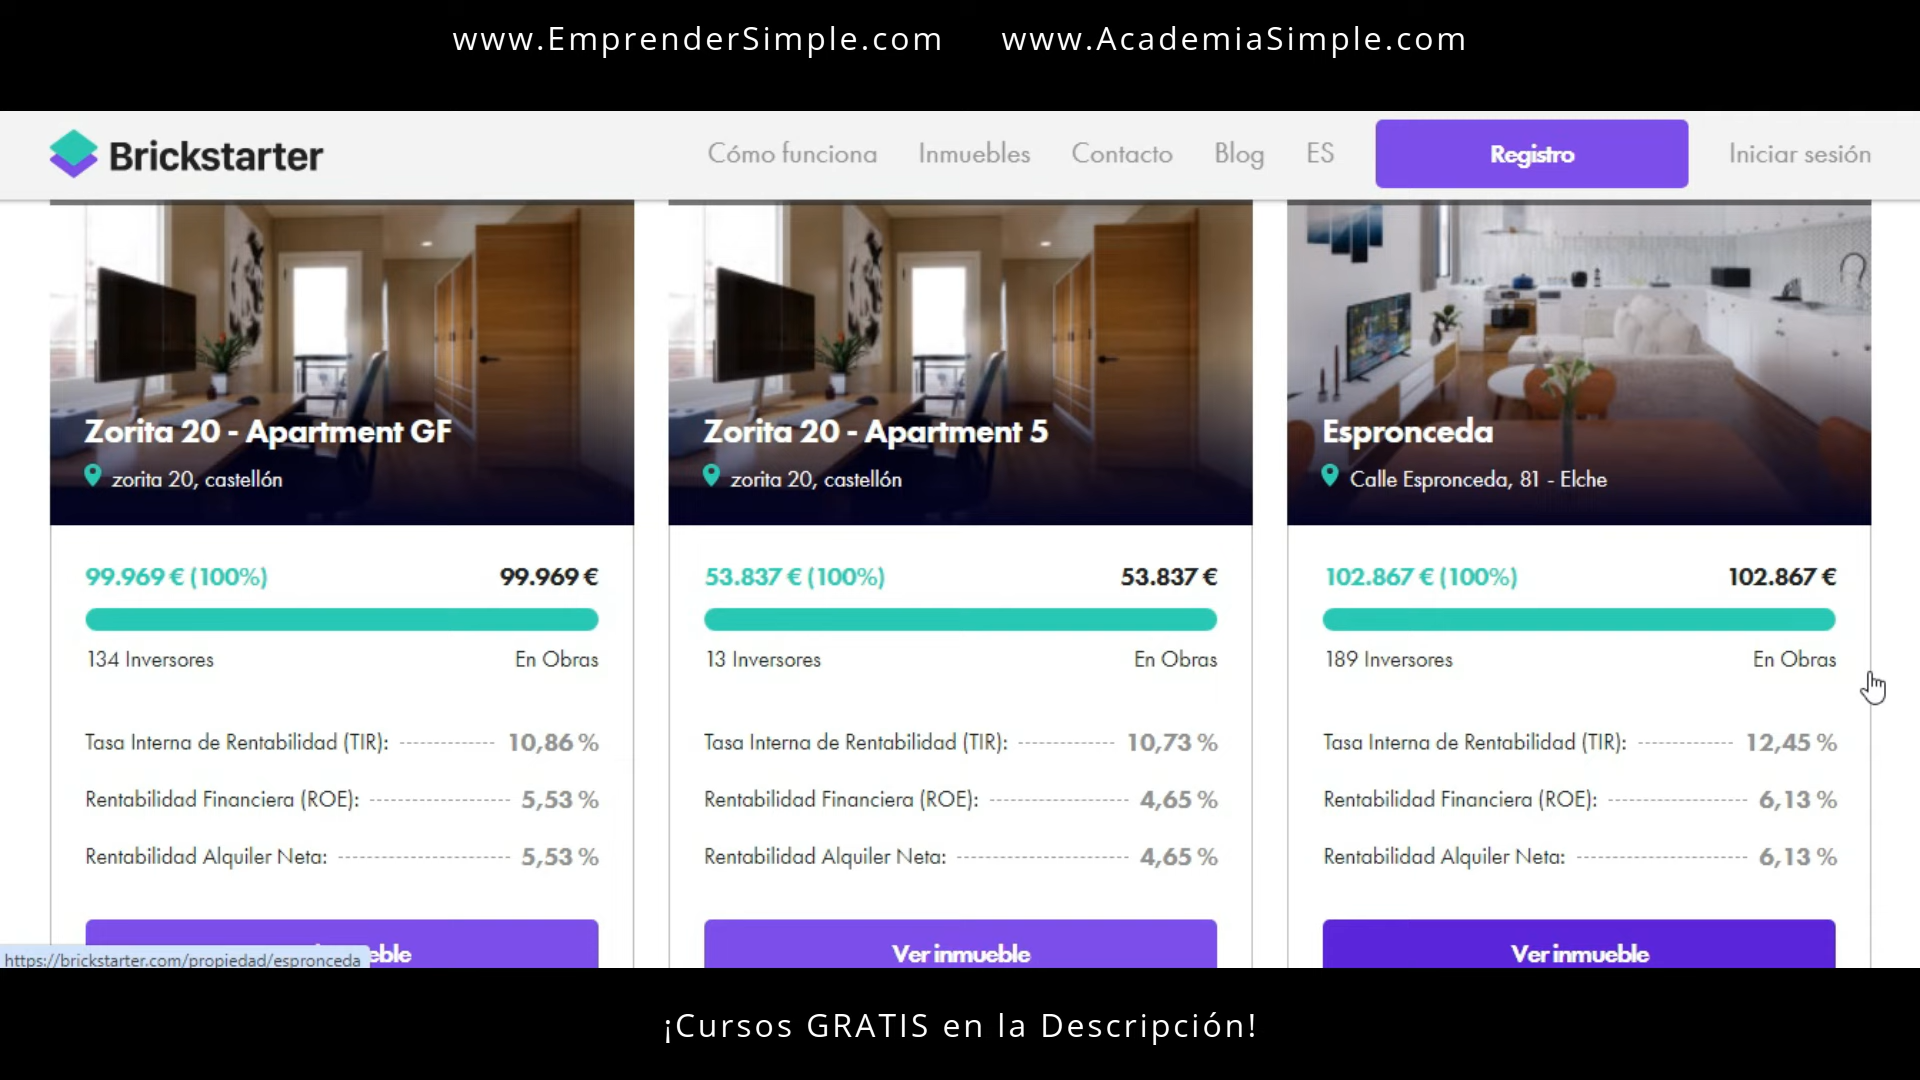 www.EmprenderSimple.com www.AcademiaSimple.com
Brickstarter Cómo funciona Inmuebles Contacto Blog ES Registro Iniciar sesión
Zorita 20 - Apartment GF
zorita 20, castellón
99.969 € (100%) 99.969 €
134 Inversores En Obras
Tasa Interna de Rentabilidad (TIR): 10,86 %
Rentabilidad Financiera (ROE): 5,53 %
Rentabilidad Alquiler Neta: 5,53 %
eble
Zorita 20 - Apartment 5
zorita 20, castellón
53.837 € (100%) 53.837 €
13 Inversores En Obras
Tasa Interna de Rentabilidad (TIR): 10,73 %
Rentabilidad Financiera (ROE): 4,65 %
Rentabilidad Alquiler Neta: 4,65 %
Ver inmueble
Espronceda
Calle Espronceda, 81 - Elche
102.867 € (100%) 102.867 €
189 Inversores En Obras
Tasa Interna de Rentabilidad (TIR): 12,45 %
Rentabilidad Financiera (ROE): 6,13 %
Rentabilidad Alquiler Neta: 6,13 %
Ver inmueble
https://brickstarter.com/propiedad/espronceda
¡Cursos GRATIS en la Descripción!